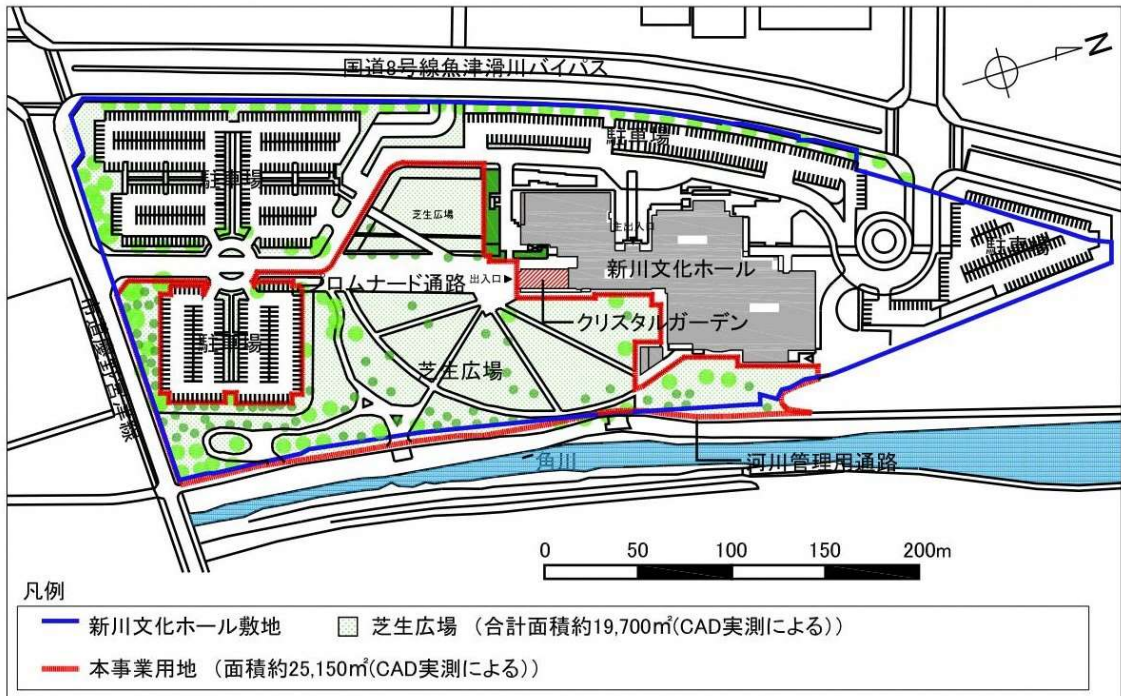 国道8号線魚津滑川バイパス
N
駐車場
駐車場
芝生広場
主出入口
駐車場
新川文化ホール
ロムナード通路
出入口
クリスタルガーデン
駐車場
芝生広場
角川
河川管理用通路
0 50 100 150 200m
凡例
新川文化ホール敷地
芝生広場 (合計面積約19,700㎡(CAD実測による))
本事業用地 (面積約25,150㎡(CAD実測による))